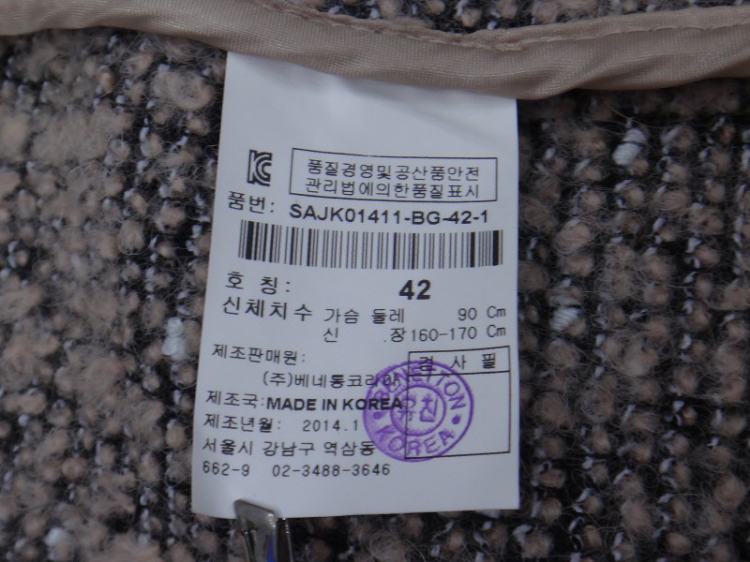 KC
품질경영및공산품안전
관리법에의한품질표시
품번: SAJK01411-BG-42-1
호 칭: 42
신체치수 가슴 둘레 90 Cm
신 .장 160-170 Cm
제조판매원: 검 사 필
(주)베네통코리아
제조국:MADE IN KOREA
BENETTON
KOREA
제조년월: 2014.1
서울시 강남구 역삼동
662-9 02-3488-3646